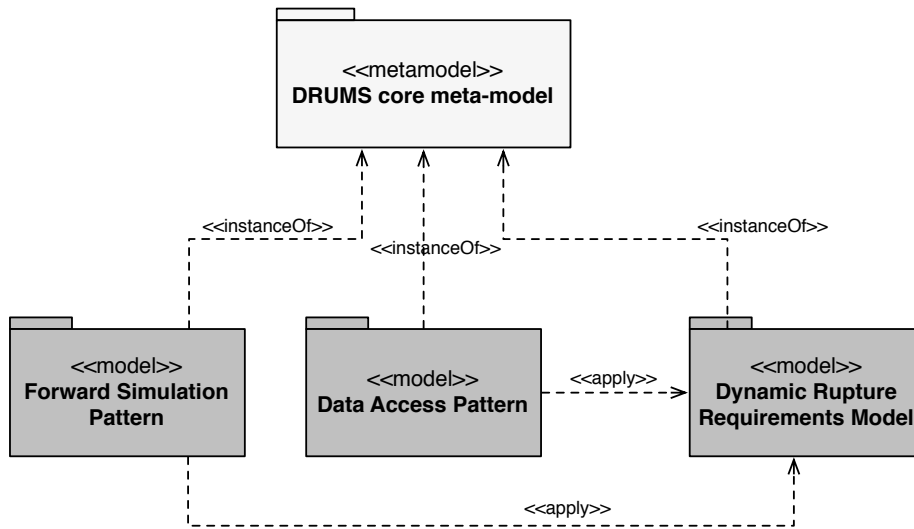 <<metamodel>>
DRUMS core meta-model
<<instanceOf>>
<<instanceOf>>
<<instanceOf>>
<<model>>
Forward Simulation
Pattern
<<model>>
Data Access Pattern
<<apply>>
<<model>>
Dynamic Rupture
Requirements Model
<<apply>>